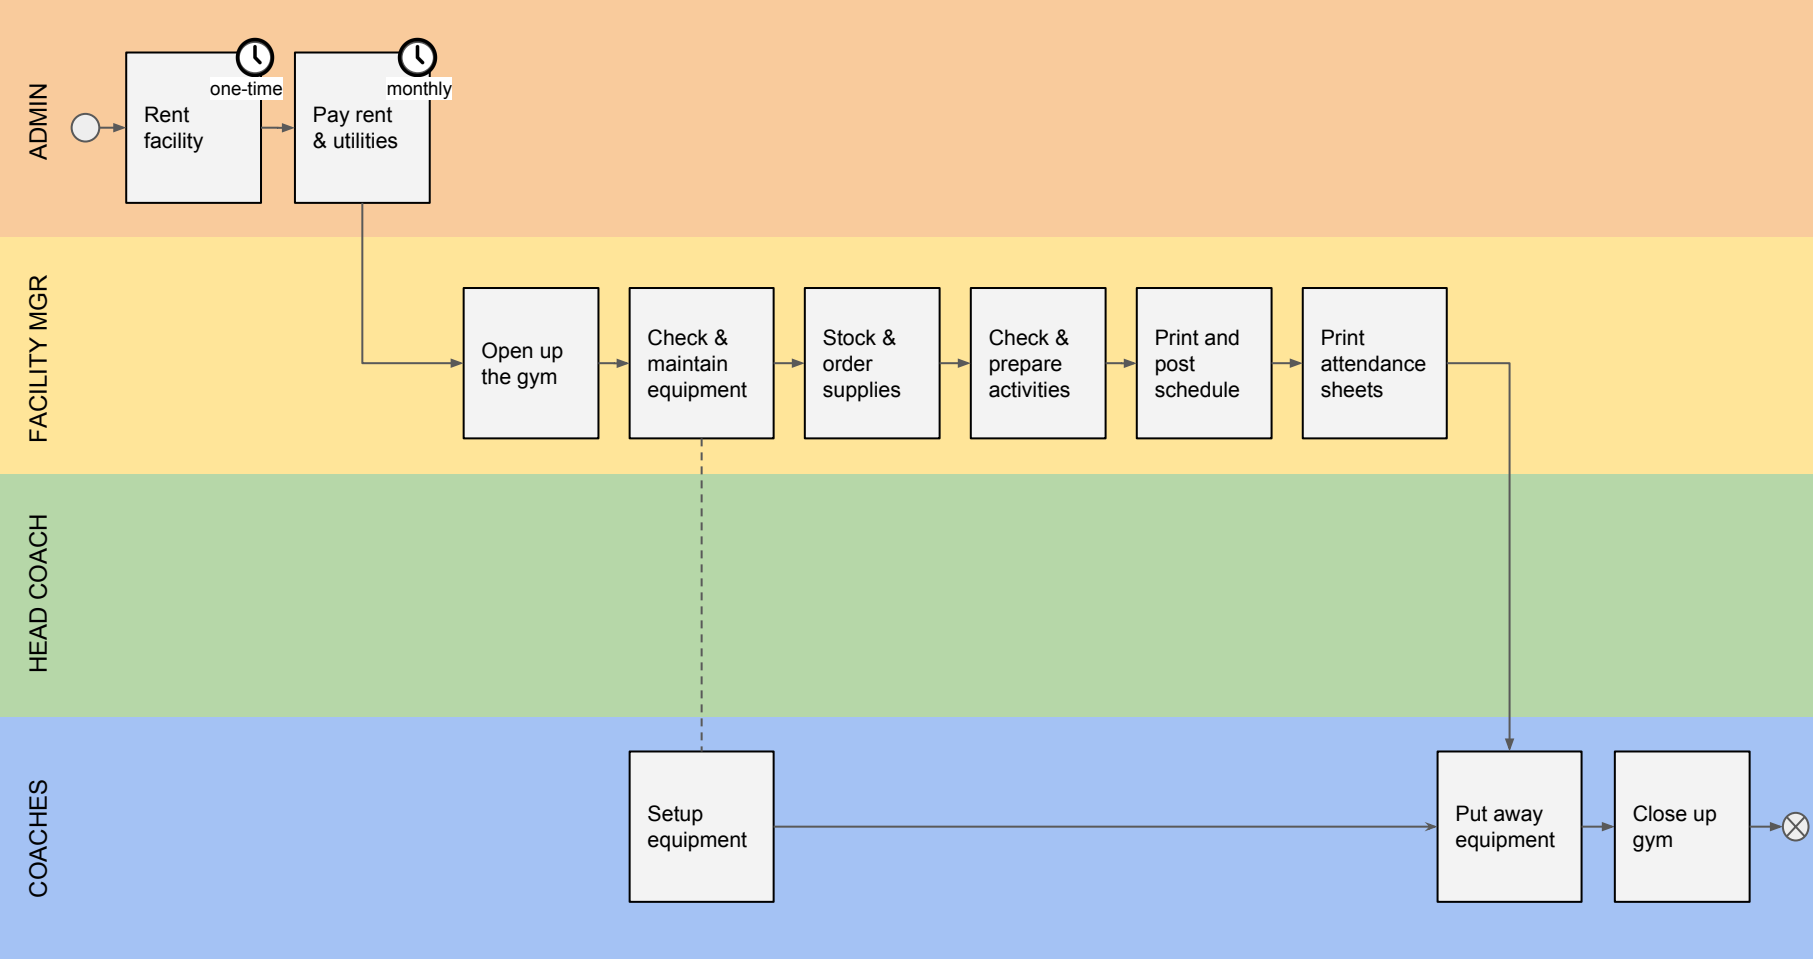 ADMIN
one-time
Rent
facility
monthly
Pay rent
& utilities
FACILITY MGR
Open up
the gym
Check &
maintain
equipment
Stock &
order
supplies
Check &
prepare
activities
Print and
post
schedule
Print
attendance
sheets
HEAD COACH
COACHES
Setup
equipment
Put away
equipment
Close up
gym